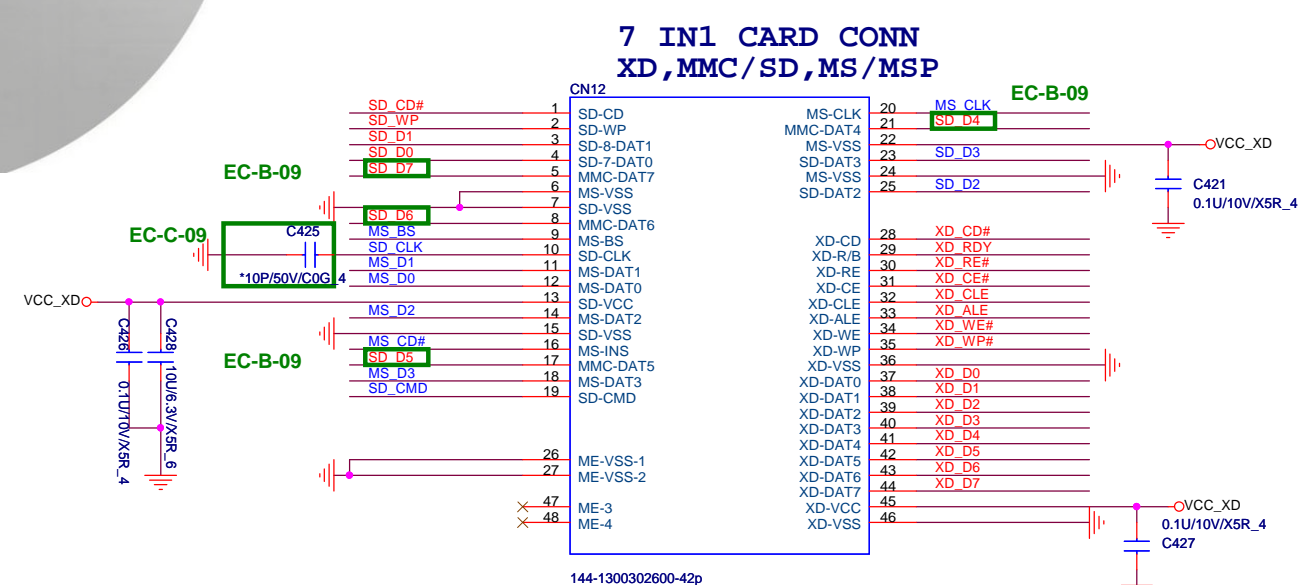 7 IN1 CARD CONN
XD,MMC/SD,MS/MSP
CN12
EC-B-09
SD_CD# 1 SD-CD
SD_WP 2 SD-WP
SD_D1 3 SD-8-DAT1
SD_D0 4 SD-7-DAT0
EC-B-09
SD_D7 5 MMC-DAT7
6 MS-VSS
7 SD-VSS
SD_D6 8 MMC-DAT6
MS_BS 9 MS-BS
SD_CLK 10 SD-CLK
MS_D1 11 MS-DAT1
MS_D0 12 MS-DAT0
EC-C-09
C425
*10P/50V/C0G_4
VCC_XD
13 SD-VCC
MS_D2 14 MS-DAT2
15 SD-VSS
MS_CD# 16 MS-INS
EC-B-09
SD_D5 17 MMC-DAT5
MS_D3 18 MS-DAT3
SD_CMD 19 SD-CMD
C426
0.1U/10V/X5R_4
C428
10U/6.3V/X5R_6
26 ME-VSS-1
27 ME-VSS-2
47 ME-3
48 ME-4
MS-CLK 20 MS_CLK
MMC-DAT4 21 SD_D4
MS-VSS 22
VCC_XD
SD-DAT3 23 SD_D3
MS-VSS 24
SD-DAT2 25 SD_D2
C421
0.1U/10V/X5R_4
XD-CD 28 XD_CD#
XD-R/B 29 XD_RDY
XD-RE 30 XD_RE#
XD-CE 31 XD_CE#
XD-CLE 32 XD_CLE
XD-ALE 33 XD_ALE
XD-WE 34 XD_WE#
XD-WP 35 XD_WP#
XD-VSS 36
XD-DAT0 37 XD_D0
XD-DAT1 38 XD_D1
XD-DAT2 39 XD_D2
XD-DAT3 40 XD_D3
XD-DAT4 41 XD_D4
XD-DAT5 42 XD_D5
XD-DAT6 43 XD_D6
XD-DAT7 44 XD_D7
XD-VCC 45
XD-VSS 46
VCC_XD
0.1U/10V/X5R_4
C427
144-1300302600-42p